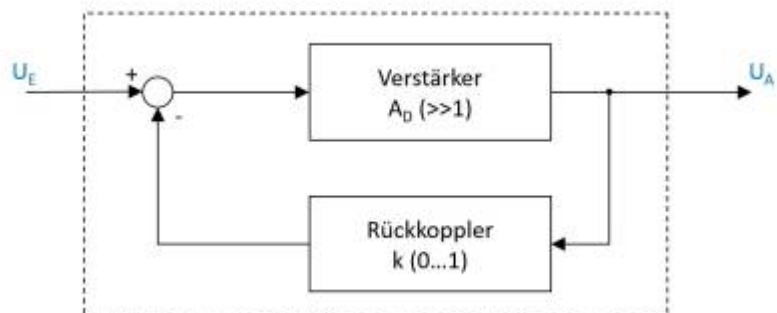 U_E
+
-
Verstärker
A_D (>>1)
U_A
Rückkoppler
k (0...1)